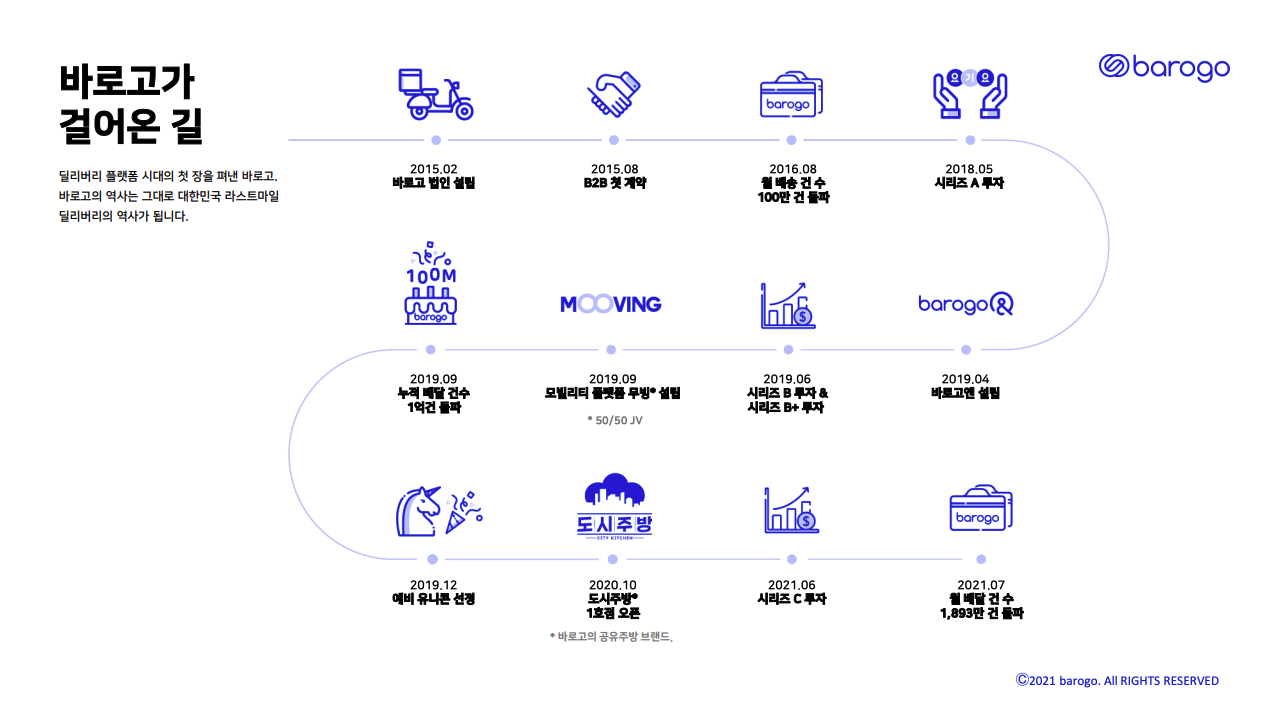 바로고가
걸어온 길
딜리버리 플랫폼 시대의 첫 장을 펴낸 바로고.
바로고의 역사는 그대로 대한민국 라스트마일
딜리버리의 역사가 됩니다.
barogo
barogo
요기요
2015.02
바로고 법인 설립
2015.08
B2B 첫 계약
2016.08
월 배송 건 수
100만 건 돌파
2018.05
시리즈 A 투자
100M
barogo
MOOVING
$
barogo&
2019.09
누적 배달 건수
1억건 돌파
2019.09
모빌리티 플랫폼 무빙* 설립
* 50/50 JV
2019.06
시리즈 B 투자 &
시리즈 B+ 투자
2019.04
바로고앤 설립
도시주방
CITY KITCHEN
$
barogo
2019.12
예비 유니콘 선정
2020.10
도시주방*
1호점 오픈
* 바로고의 공유주방 브랜드.
2021.06
시리즈 C 투자
2021.07
월 배달 건 수
1,893만 건 돌파
©2021 barogo. All RIGHTS RESERVED